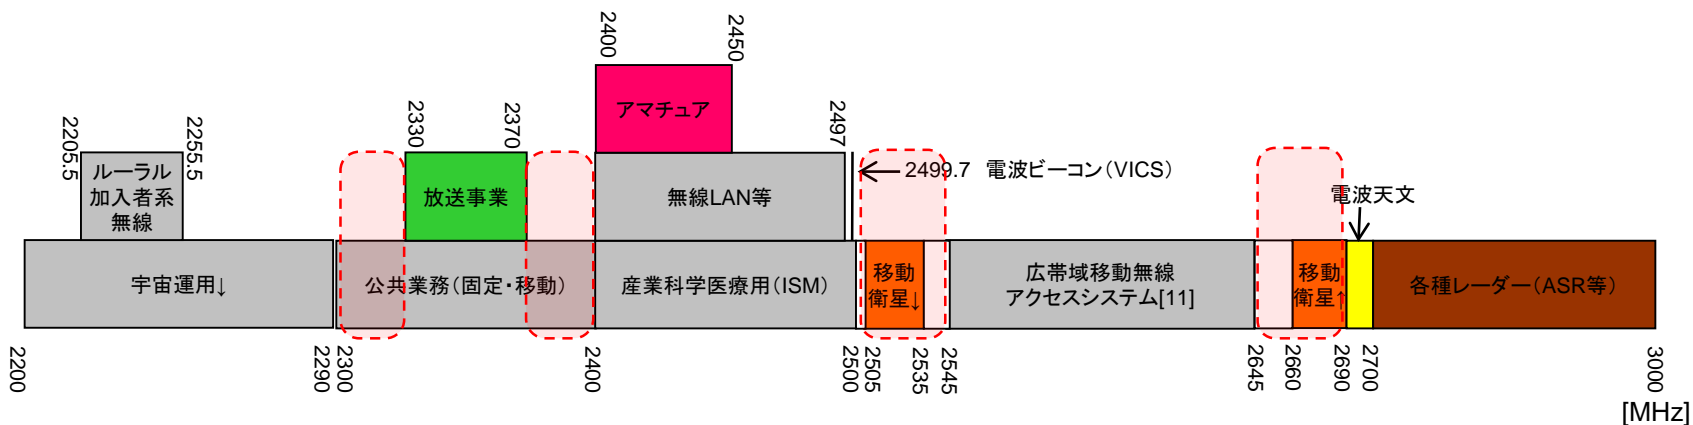 2400
2450
アマチュア
2205.5
2255.5
2330
2370
2497
ルーラル
加入者系
無線
放送事業
無線LAN等
2499.7 電波ビーコン(VICS)
電波天文
宇宙運用↓
公共業務(固定・移動)
産業科学医療用(ISM)
移動
衛星↓
広帯域移動無線
アクセスシステム[11]
移動
衛星↑
各種レーダー(ASR等)
2200
2290
2300
2400
2500
2505
2535
2545
2645
2660
2690
2700
3000
[MHz]